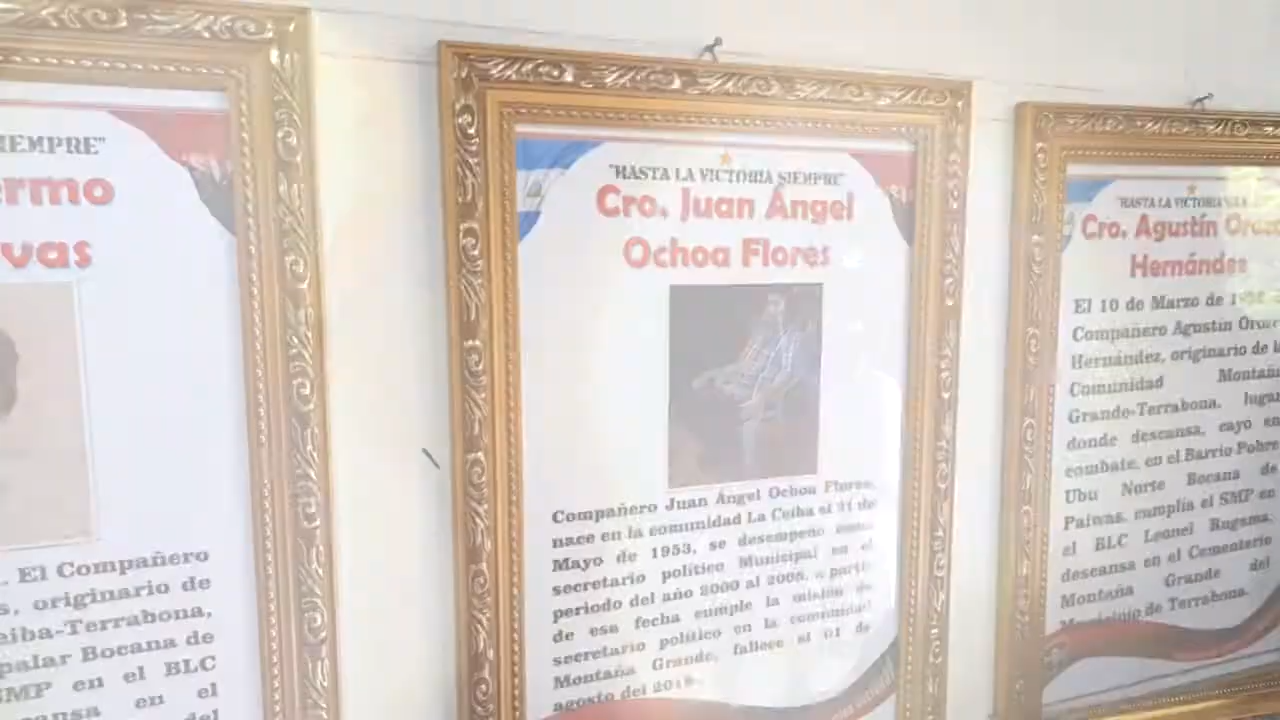 IEMPRE"
ermo
vas
. El Compañero
s, originario de
eiba-Terrabona,
palar Bocana de
SMP en el BLC
ansa en el
del
"HASTA LA VICTORIA SIEMPRE"
Cro. Juan Ángel
Ochoa Flores
Compañero Juan Ángel Ochoa Flores,
nace en la comunidad La Ceiba el 31 de
Mayo de 1953, se desempeño como
secretario político Municipal en el
periodo del año 2000 al 2008, a partir
de esa fecha cumple la misión de
secretario político en la comunidad
Montaña Grande, fallece el 01 de
agosto del
"HASTA LA VICTORIA
Cro. Agustín
Hernández
El 10 de Marzo de
Compañero Agustín
Hernández, originario de la
Comunidad Montaña
Grande-Terrabona, lugar
donde descansa, cayo en
combate, en el Barrio Pobre
Ubu Norte Bocana de
Paiwas, cumplía el SMP en
el BLC Leonel Rugama,
descansa en el Cementerio
Montaña Grande del
Municipio de Terrabona.